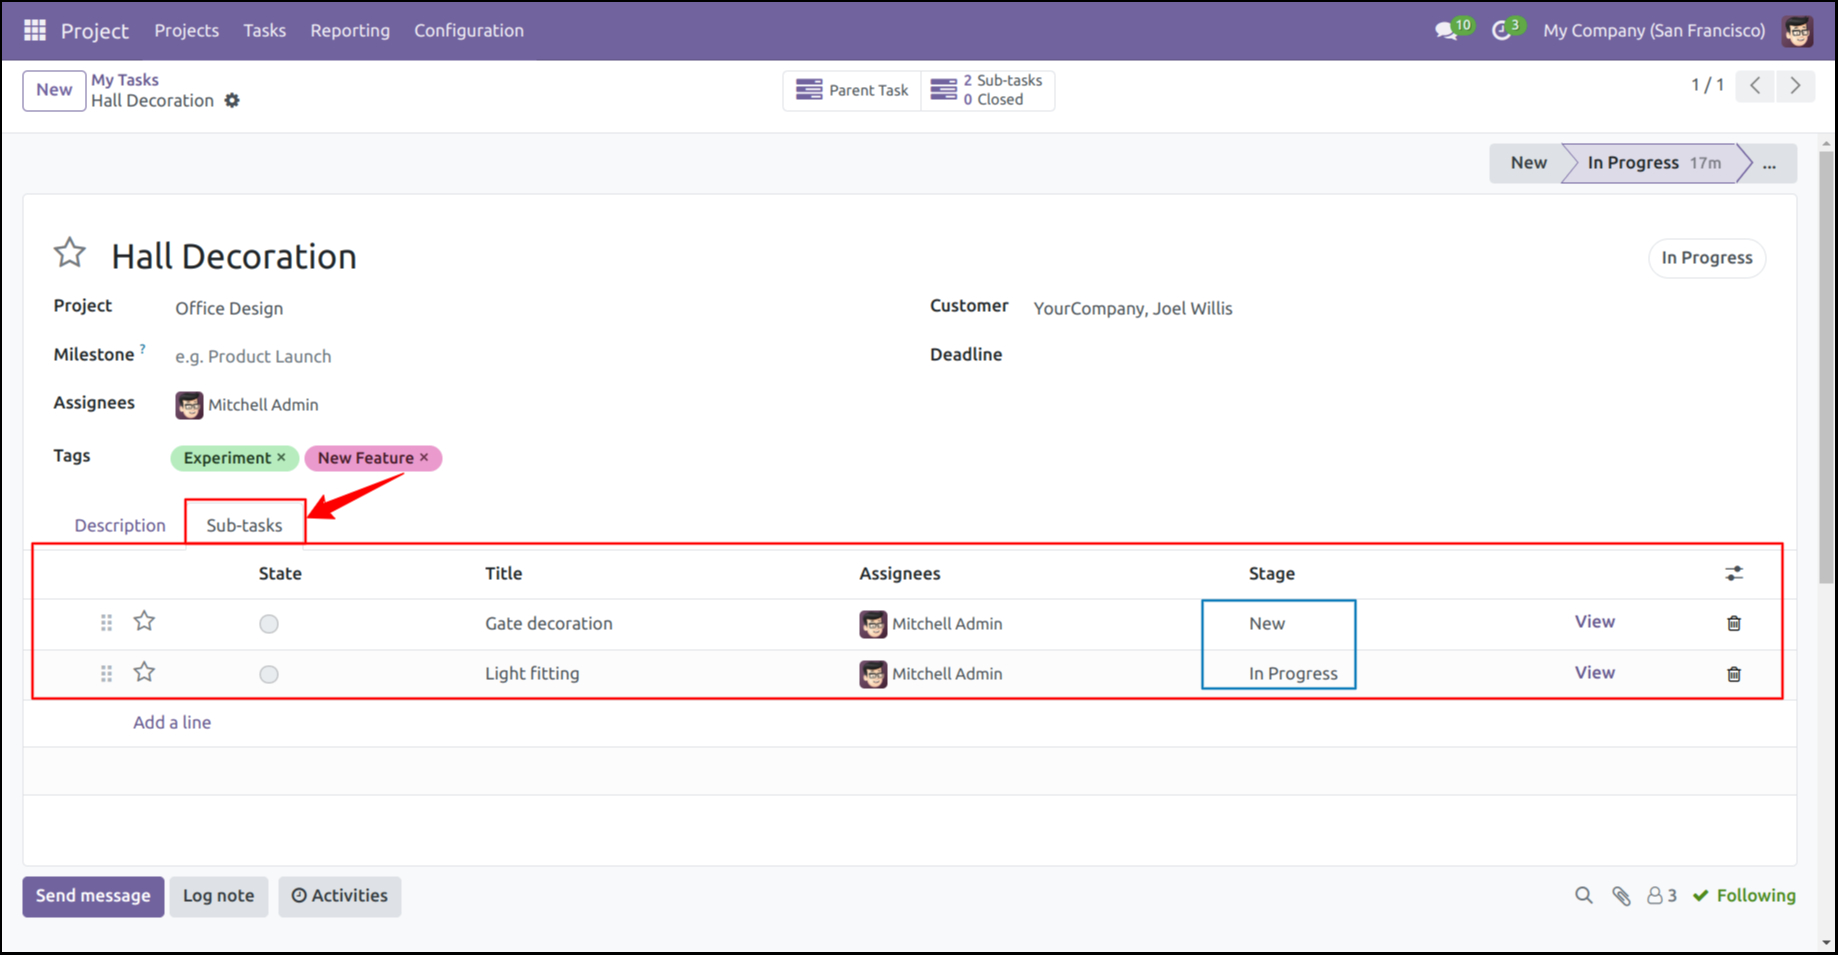 Project Projects Tasks Reporting Configuration 10 3 My Company (San Francisco)
New My Tasks
Hall Decoration
Parent Task 2 Sub-tasks
0 Closed
1 / 1
New In Progress 17m ...
Hall Decoration In Progress
Project Office Design Customer YourCompany, Joel Willis
Milestone ? e.g. Product Launch Deadline
Assignees Mitchell Admin
Tags Experiment × New Feature ×
Description Sub-tasks
State Title Assignees Stage
Gate decoration Mitchell Admin New View
Light fitting Mitchell Admin In Progress View
Add a line
Send message Log note Activities 3 Following